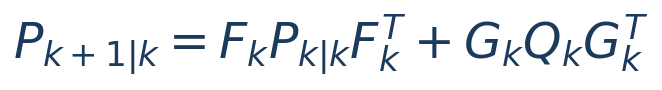 $P_{k+1|k} = F_k P_{k|k} F_k^T + G_k Q_k G_k^T$